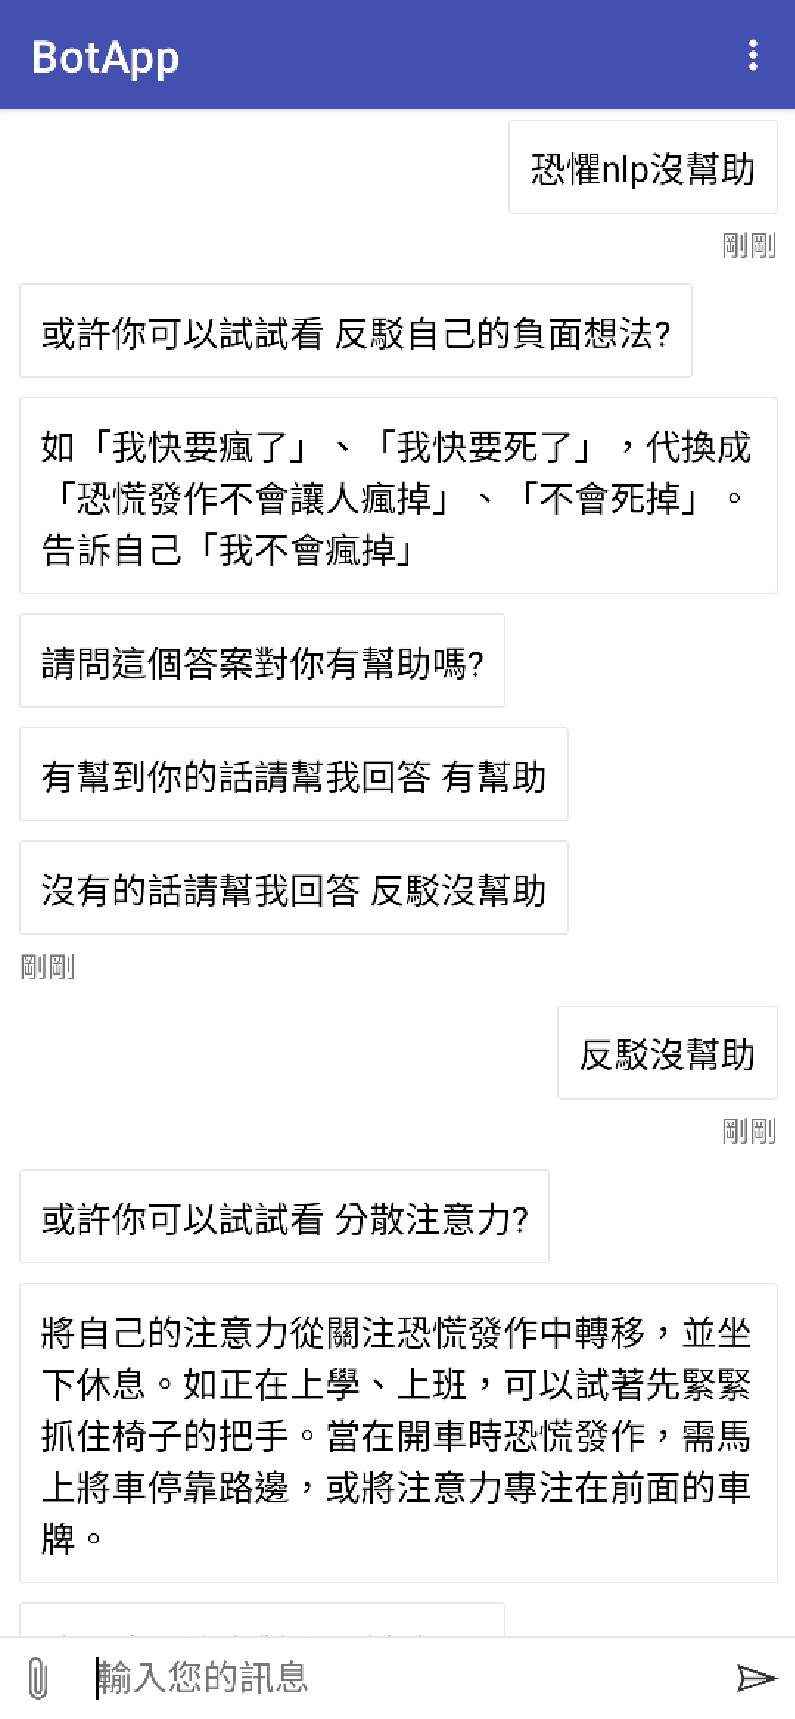 BotApp
恐懼nlp沒幫助
剛剛
或許你可以試試看 反駁自己的負面想法?
如「我快要瘋了」、「我快要死了」，代換成
「恐慌發作不會讓人瘋掉」、「不會死掉」。
告訴自己「我不會瘋掉」
請問這個答案對你有幫助嗎?
有幫到你的話請幫我回答 有幫助
沒有的話請幫我回答 反駁沒幫助
剛剛
反駁沒幫助
剛剛
或許你可以試試看 分散注意力?
將自己的注意力從關注恐慌發作中轉移，並坐
下休息。如正在上學、上班，可以試著先緊緊
抓住椅子的把手。當在開車時恐慌發作，需馬
上將車停靠路邊，或將注意力專注在前面的車
牌。
輸入您的訊息